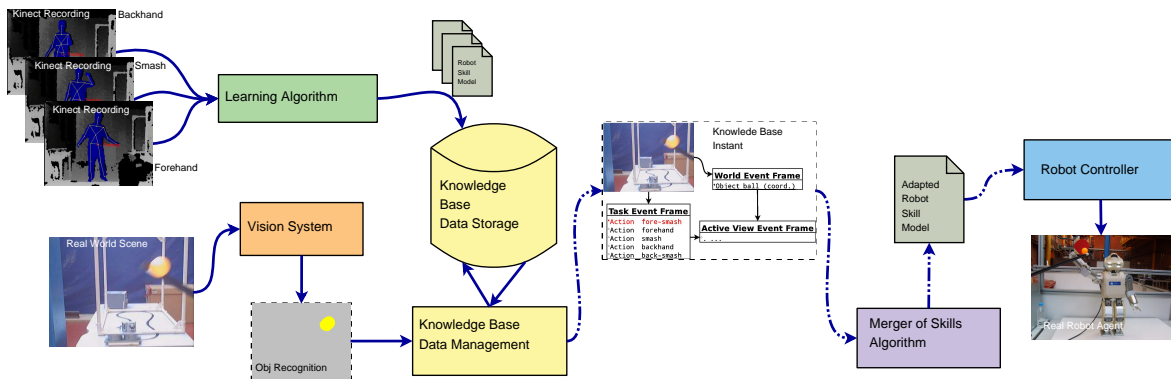 Kinect Recording
Backhand
Kinect Recording
Smash
Kinect Recording
Forehand
Learning Algorithm
Robot
Skill
Model
Knowledge
Base
Data Storage
Vision System
Real World Scene
Obj Recognition
Knowledge Base
Data Management
Knowlede Base
Instant
World Event Frame
*Object ball (coord.)
Task Event Frame
*Action fore-smash
*Action forehand
*Action smash
*Action backhand
*Action back-smash
Active View Event Frame
. ...
Merger of Skills
Algorithm
Adapted
Robot
Skill
Model
Robot Controller
Real Robot Agent